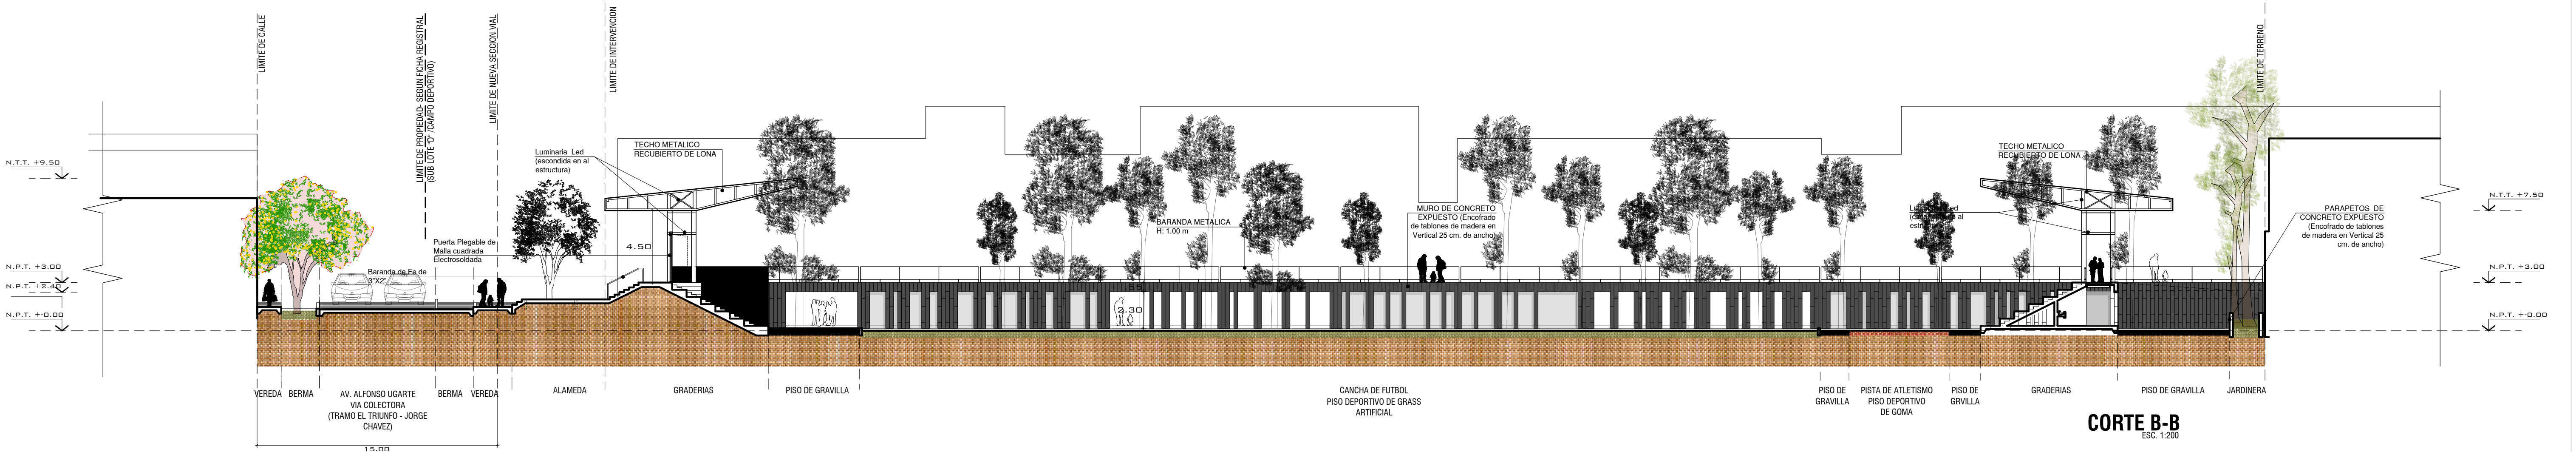 LIMITE DE CALLE
LIMITE DE PROPIEDAD- SEGUN FICHA REGISTRAL
(SUB LOTE "D" /CAMPO DEPORTIVO)
LIMITE DE NUEVA SECCION VIAL
LIMITE DE INTERVENCION
LIMITE DE TERRENO
N.T.T. +9.50
N.P.T. +3.00
N.P.T. +2.40
N.P.T. +-0.00
Luminaria Led
(escondida en al
estructura)
TECHO METALICO
RECUBIERTO DE LONA
Puerta Plegable de
Malla cuadrada
Electrosoldada
Baranda de Fe de
3"X2"
4.50
BARANDA METALICA
H: 1.00 m
2.30
MURO DE CONCRETO
EXPUESTO (Encofrado
de tablones de madera en
Vertical 25 cm. de ancho)
TECHO METALICO
RECUBIERTO DE LONA
PARAPETOS DE
CONCRETO EXPUESTO
(Encofrado de tablones
de madera en Vertical 25
cm. de ancho)
N.T.T. +7.50
N.P.T. +3.00
N.P.T. +-0.00
VEREDA
BERMA
AV. ALFONSO UGARTE
VIA COLECTORA
(TRAMO EL TRIUNFO - JORGE
CHAVEZ)
BERMA
VEREDA
ALAMEDA
GRADERIAS
PISO DE GRAVILLA
CANCHA DE FUTBOL
PISO DEPORTIVO DE GRASS
ARTIFICIAL
PISO DE
GRAVILLA
PISTA DE ATLETISMO
PISO DEPORTIVO
DE GOMA
PISO DE
GRVILLA
GRADERIAS
PISO DE GRAVILLA
JARDINERA
15.00
CORTE B-B
ESC. 1:200